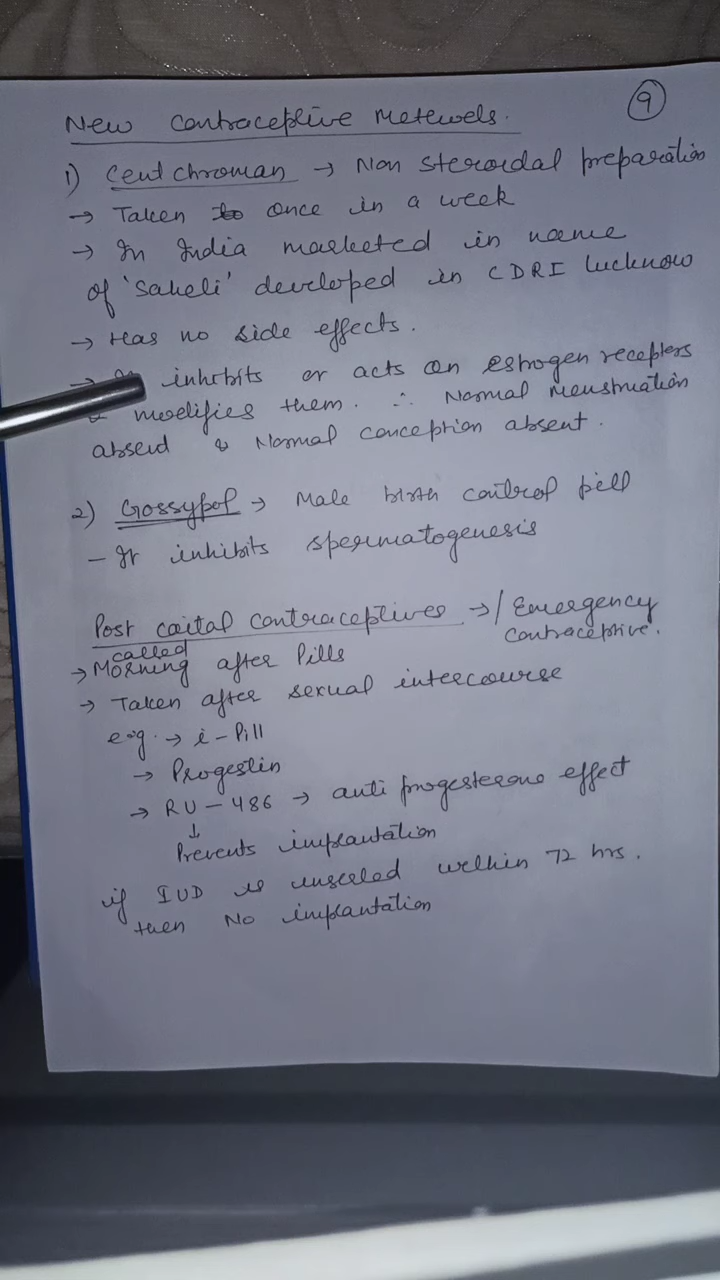 9
New Contraceptive Metewels.
1) Centchroman → Non steroidal preparation
→ Taken to once in a week
→ In India marketed in name
of 'Saheli' developed in CDRI lucknow
→ Has no side effects.
→ inhibits or acts on estrogen recepters
& modifies them. ∴ Normal Menstruation
absend & Normal conception absent.
2) Gossypol → Male birth control pill
- It inhibits spermatogenesis
Post coital contraceptives → / Emergency
contraceptive.
called
→ Morning after Pills
→ Taken after sexual intercourse
e.g. → i-Pill
→ Progestin
→ RU-486 → anti progesterone effect
↓
Prevents implantation
if IUD is inserted within 72 hrs.
then No implantation